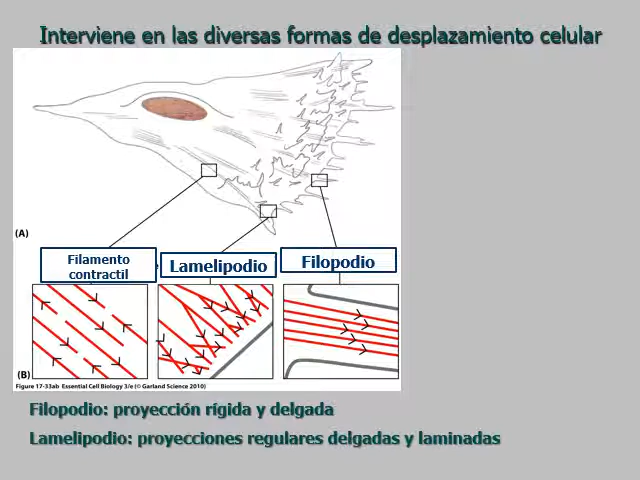 Interviene en las diversas formas de desplazamiento celular
(A)
Filamento
contractil
Lamelipodio
Filopodio
(B)
Figure 17-33ab Essential Cell Biology 3/e (© Garland Science 2010)
Filopodio: proyección rígida y delgada
Lamelipodio: proyecciones regulares delgadas y laminadas